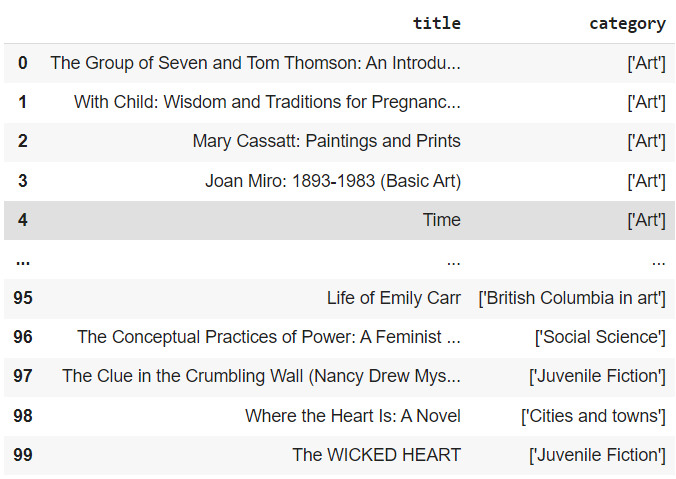 title category
0 The Group of Seven and Tom Thomson: An Introdu... ['Art']
1 With Child: Wisdom and Traditions for Pregnanc... ['Art']
2 Mary Cassatt: Paintings and Prints ['Art']
3 Joan Miro: 1893-1983 (Basic Art) ['Art']
4 Time ['Art']
... ... ...
95 Life of Emily Carr ['British Columbia in art']
96 The Conceptual Practices of Power: A Feminist ... ['Social Science']
97 The Clue in the Crumbling Wall (Nancy Drew Mys... ['Juvenile Fiction']
98 Where the Heart Is: A Novel ['Cities and towns']
99 The WICKED HEART ['Juvenile Fiction']